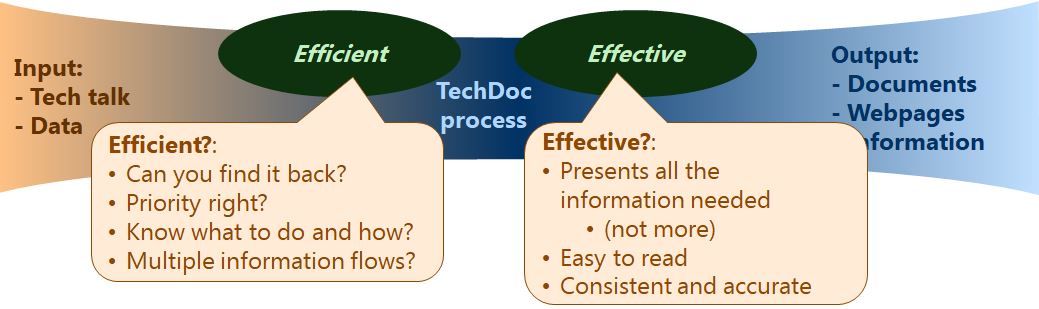 Efficient
Effective
Input:
- Tech talk
- Data
TechDoc
process
Output:
- Documents
- Webpages
nformation
Efficient?:
• Can you find it back?
• Priority right?
• Know what to do and how?
• Multiple information flows?
Effective?:
• Presents all the
information needed
• (not more)
• Easy to read
• Consistent and accurate